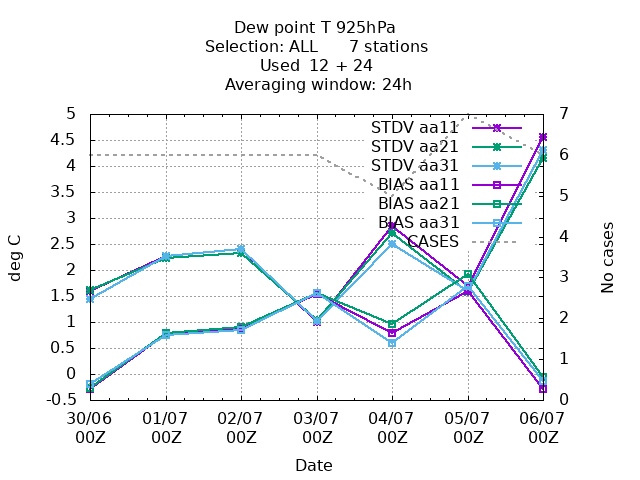 Dew point T 925hPa
Selection: ALL      7 stations
Used  12 + 24
Averaging window: 24h
5 7
4.5
4 6
3.5
3 5
2.5 4
2
1.5 3
1 2
0.5 1
0
-0.5 0
STDV aa11
STDV aa21
STDV aa31
BIAS aa11
BIAS aa21
BIAS aa31
CASES
deg C
No cases
30/06 01/07 02/07 03/07 04/07 05/07 06/07
00Z 00Z 00Z 00Z 00Z 00Z 00Z
Date